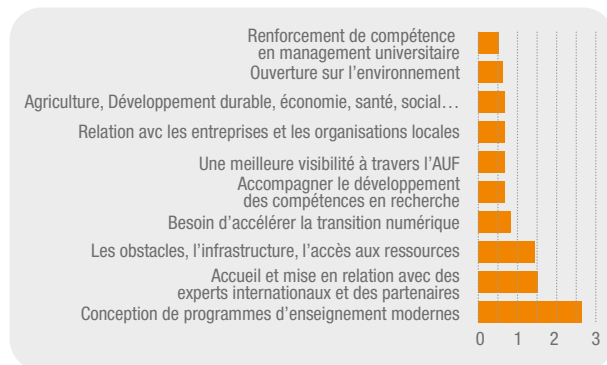 Renforcement de compétence
en management universitaire
Ouverture sur l'environnement
Agriculture, Développement durable, économie, santé, social…
Relation avc les entreprises et les organisations locales
Une meilleure visibilité à travers l'AUF
Accompagner le développement
des compétences en recherche
Besoin d'accélérer la transition numérique
Les obstacles, l'infrastructure, l'accès aux ressources
Accueil et mise en relation avec des
experts internationaux et des partenaires
Conception de programmes d'enseignement modernes
0 1 2 3